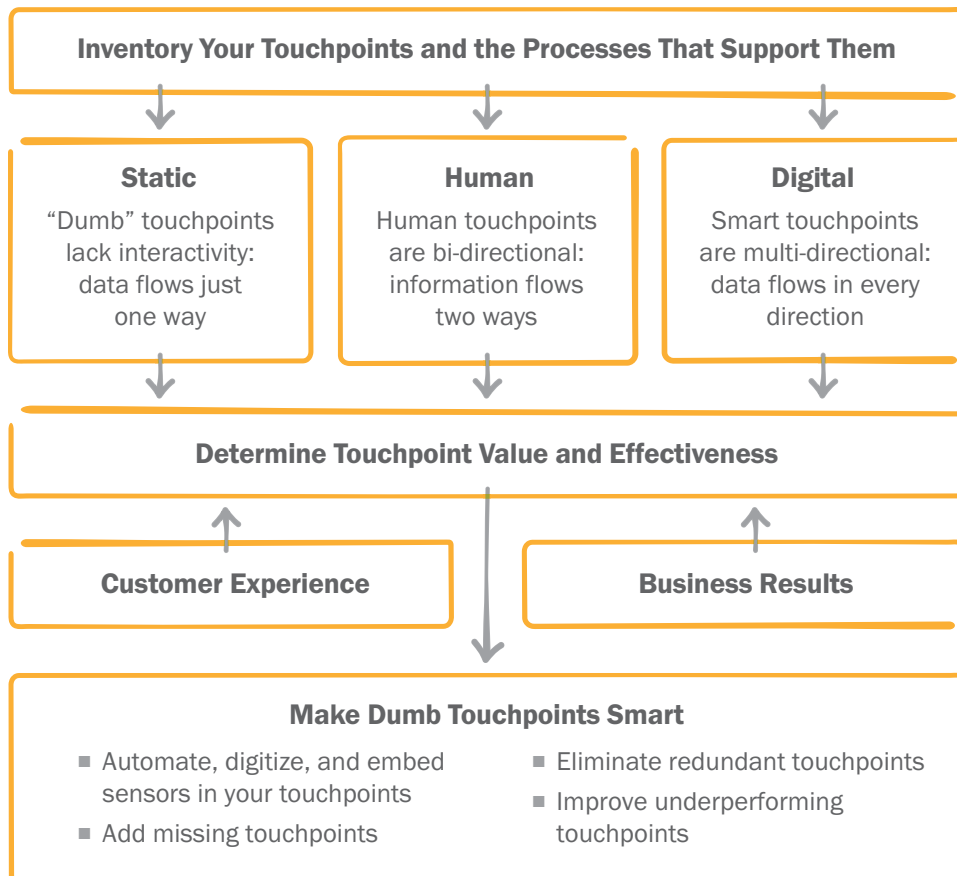 Inventory Your Touchpoints and the Processes That Support Them
Static
“Dumb” touchpoints
lack interactivity:
data flows just
one way
Human
Human touchpoints
are bi-directional:
information flows
two ways
Digital
Smart touchpoints
are multi-directional:
data flows in every
direction
Determine Touchpoint Value and Effectiveness
Customer Experience
Business Results
Make Dumb Touchpoints Smart
■ Automate, digitize, and embed
sensors in your touchpoints
■ Add missing touchpoints
■ Eliminate redundant touchpoints
■ Improve underperforming
touchpoints